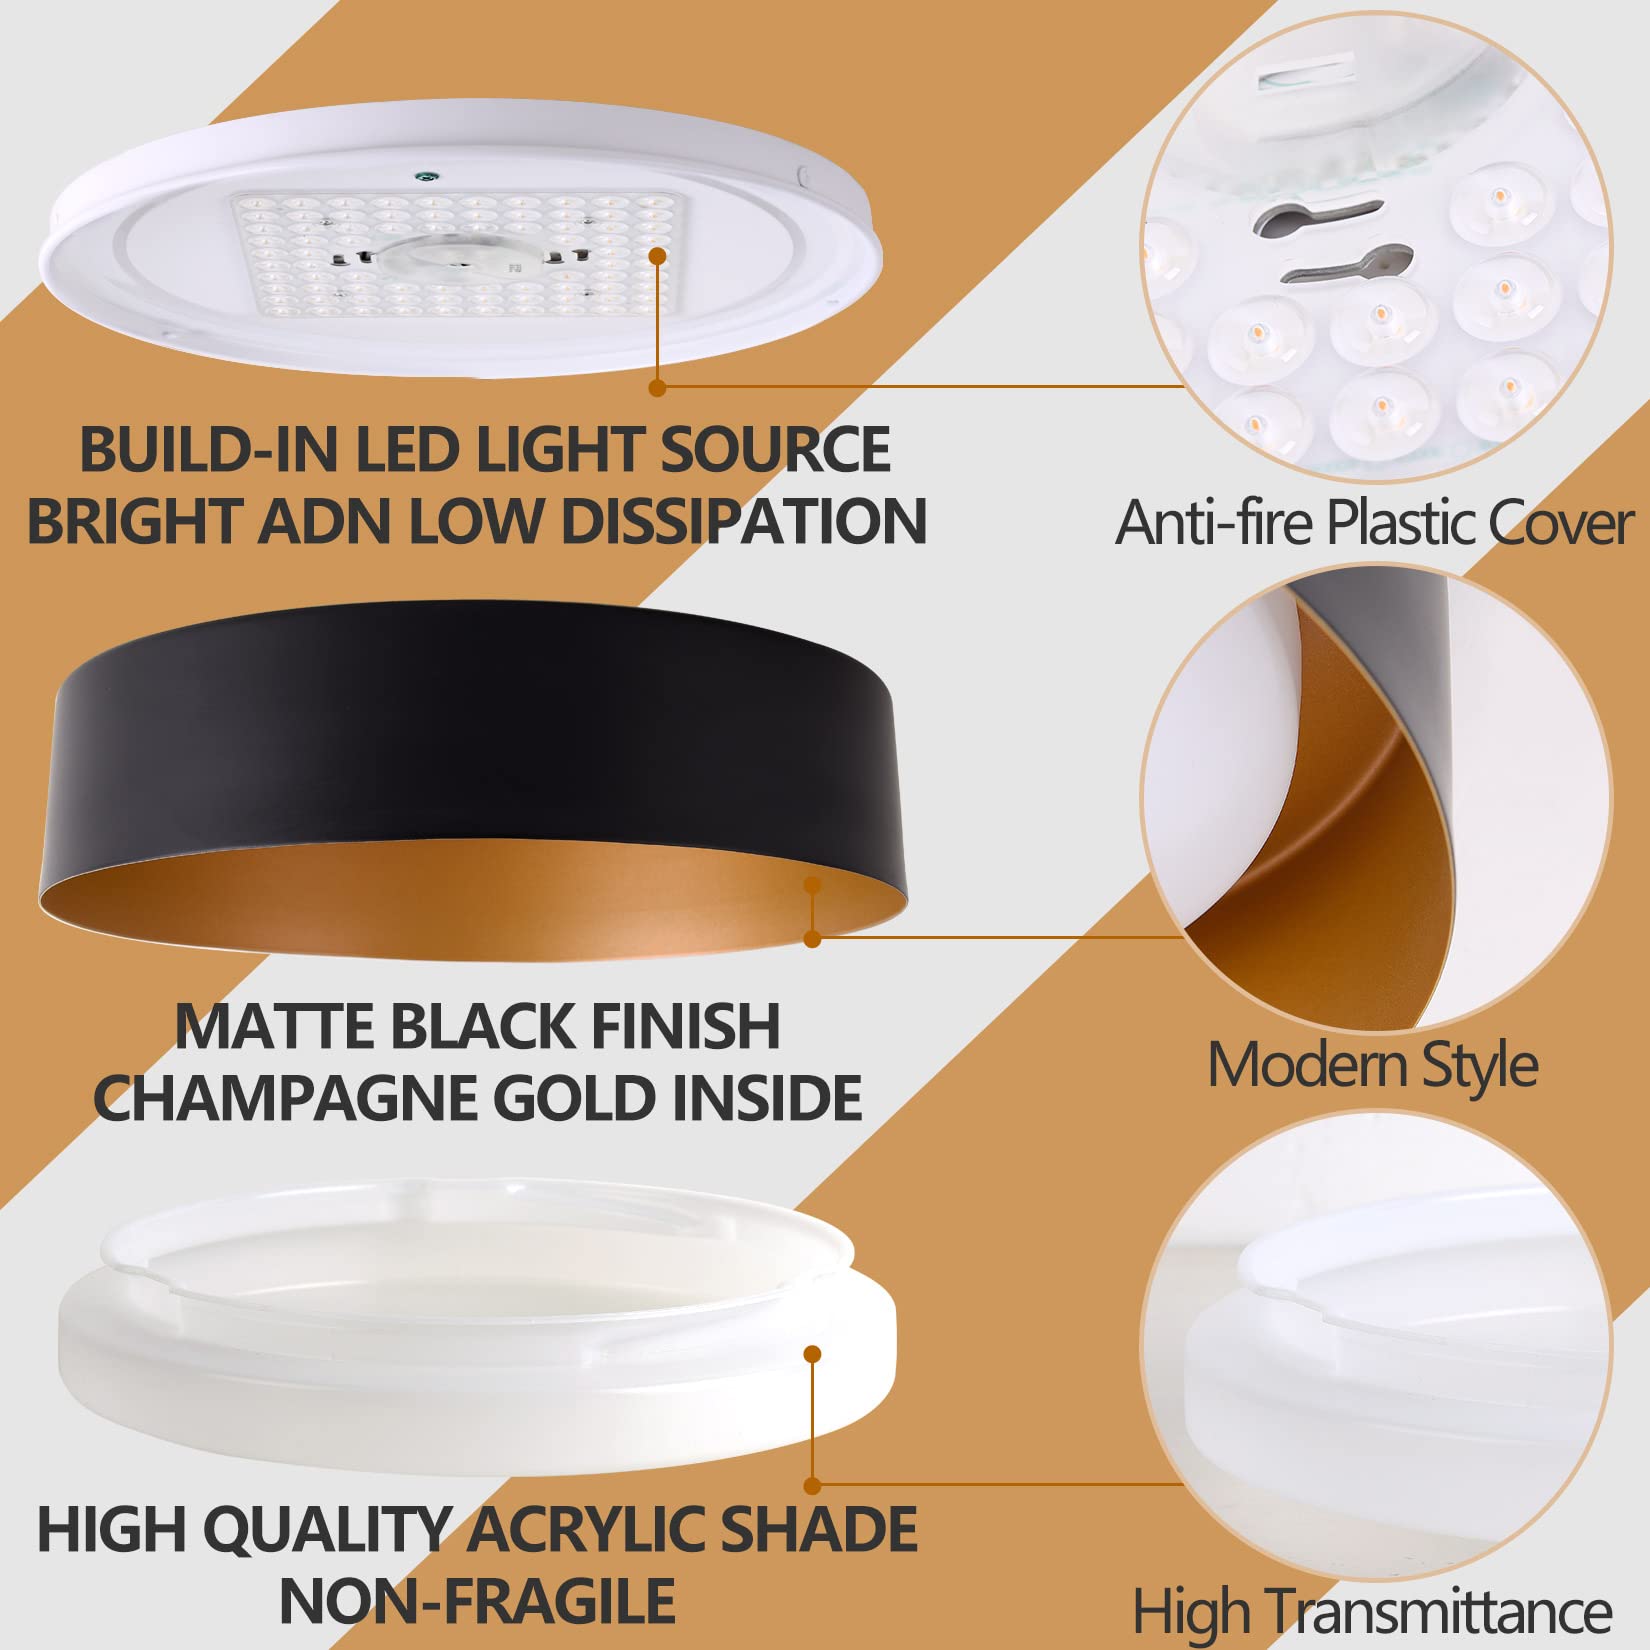 BUILD-IN LED LIGHT SOURCE
BRIGHT ADN LOW DISSIPATION
Anti-fire Plastic Cover
MATTE BLACK FINISH
CHAMPAGNE GOLD INSIDE
Modern Style
HIGH QUALITY ACRYLIC SHADE
NON-FRAGILE
High Transmittance